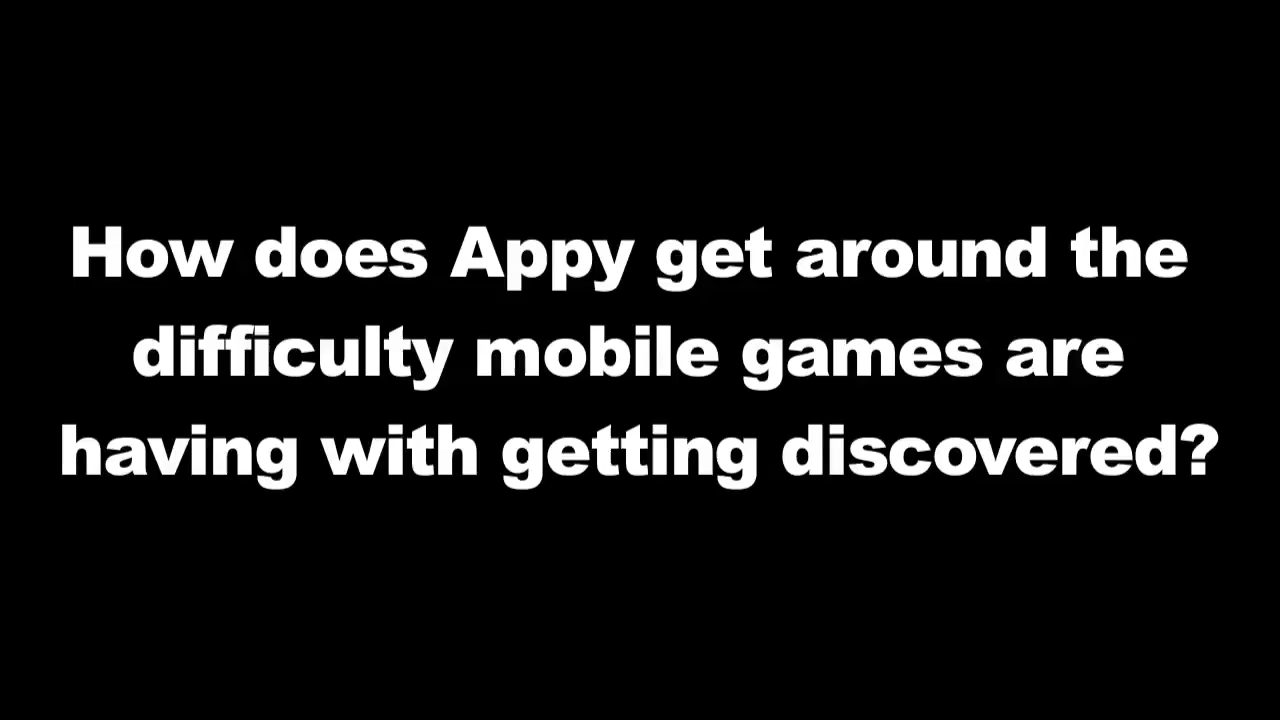 How does Appy get around the
difficulty mobile games are
having with getting discovered?